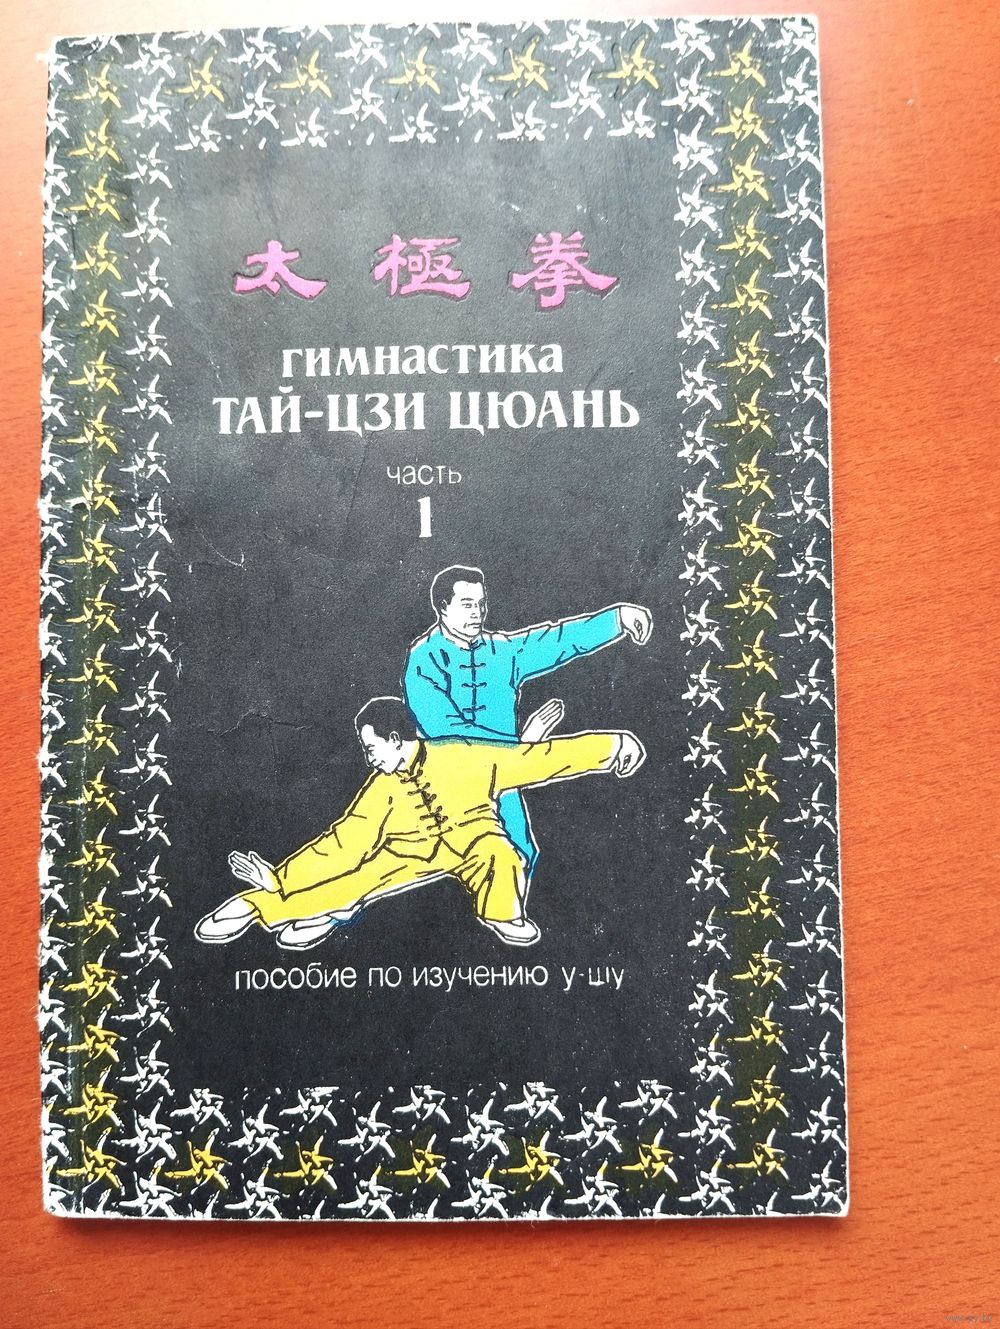 太極拳
гимнастика
ТАЙ-ЦЗИ ЦЮАНЬ
часть
1
пособие по изучению у-шу